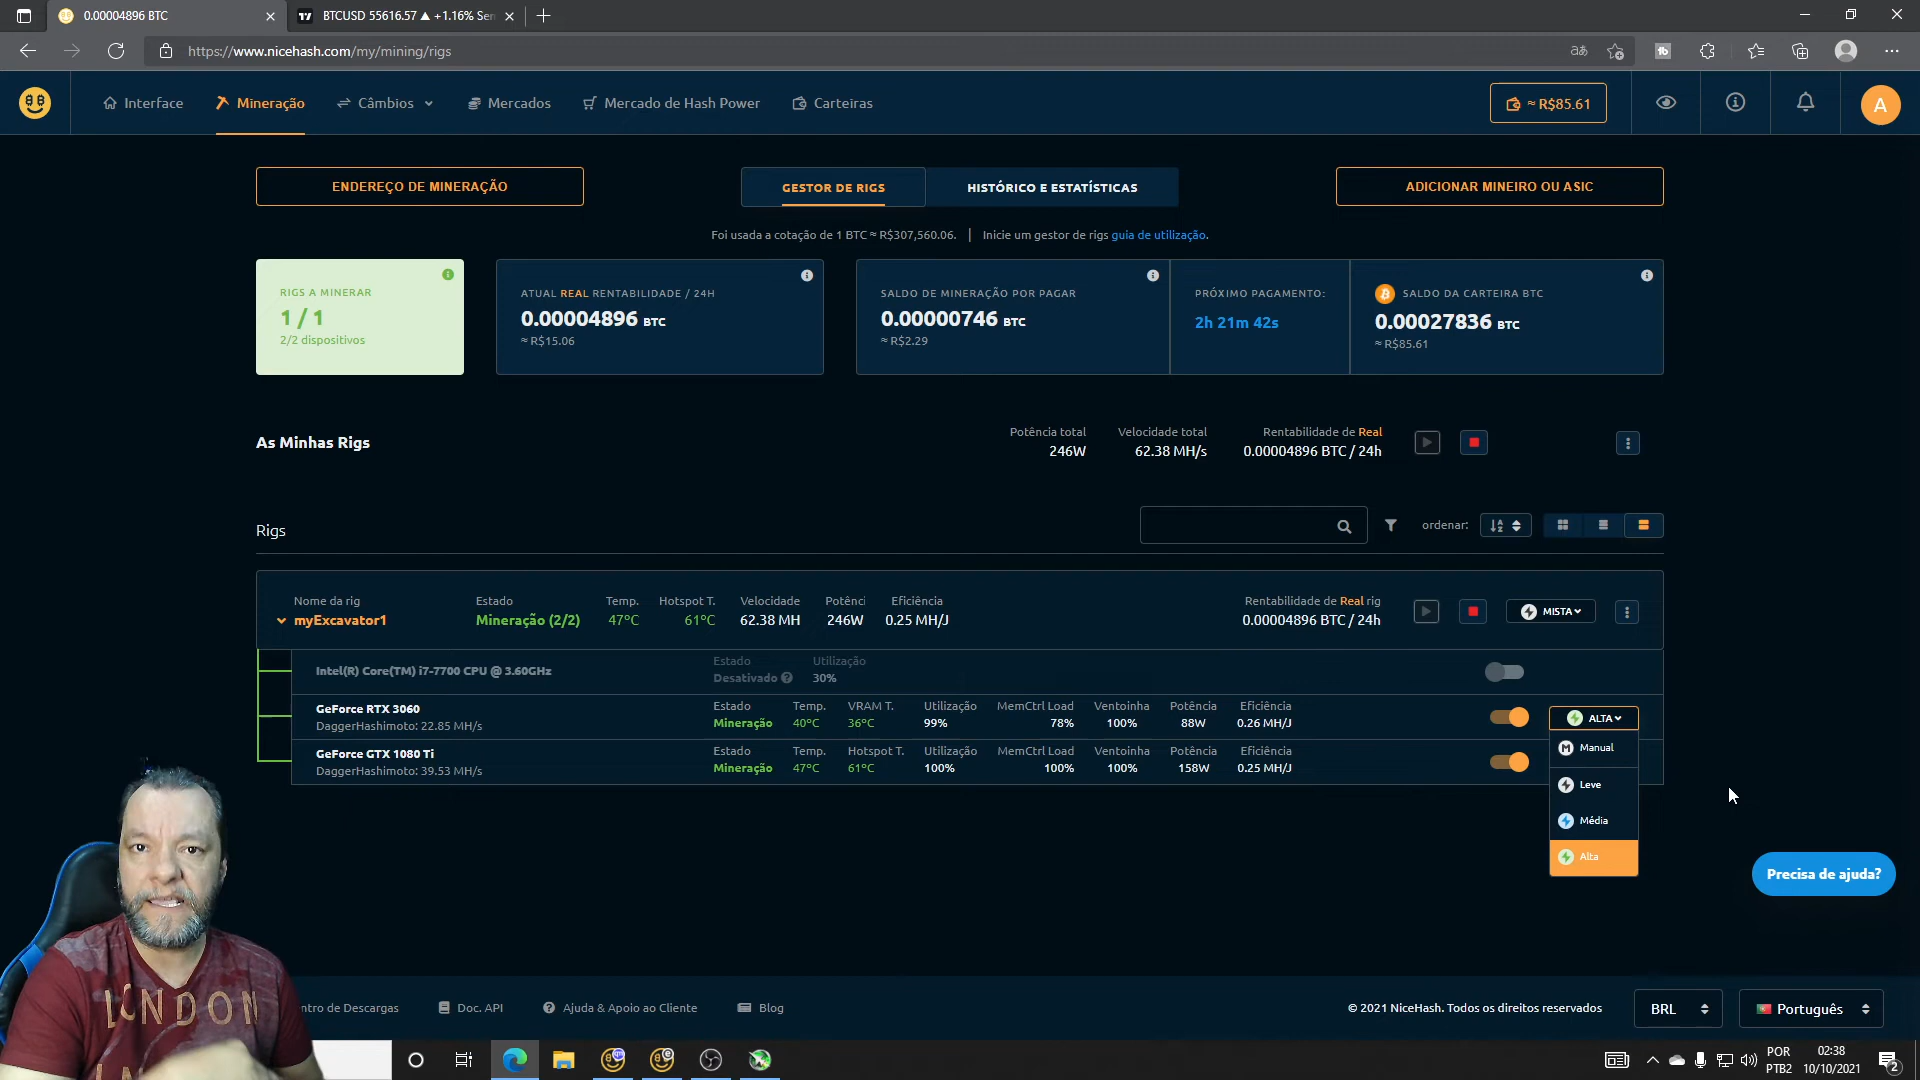 0.00004896 BTC
BTCUSD 55616.57 ▲ +1.16% Sen
https://www.nicehash.com/my/mining/rigs
Interface
Mineração
Câmbios
Mercados
Mercado de Hash Power
Carteiras
≈ R$85.61
A
ENDEREÇO DE MINERAÇÃO
GESTOR DE RIGS
HISTÓRICO E ESTATÍSTICAS
ADICIONAR MINEIRO OU ASIC
Foi usada a cotação de 1 BTC ≈ R$307,560.06. | Inicie um gestor de rigs guia de utilização.
RIGS A MINERAR
1 / 1
2/2 dispositivos
ATUAL REAL RENTABILIDADE / 24H
0.00004896 BTC
≈ R$15.06
SALDO DE MINERAÇÃO POR PAGAR
0.00000746 BTC
≈ R$2.29
PRÓXIMO PAGAMENTO:
2h 21m 42s
SALDO DA CARTEIRA BTC
0.00027836 BTC
≈ R$85.61
As Minhas Rigs
Potência total
246W
Velocidade total
62.38 MH/s
Rentabilidade de Real
0.00004896 BTC / 24h
Rigs
ordenar:
Nome da rig
myExcavator1
Estado
Mineração (2/2)
Temp.
47°C
Hotspot T.
61°C
Velocidade
62.38 MH
Potênci
246W
Eficiência
0.25 MH/J
Rentabilidade de Real rig
0.00004896 BTC / 24h
MISTA
Intel(R) Core(TM) i7-7700 CPU @ 3.60GHz
Estado
Desativado
Utilização
30%
GeForce RTX 3060
DaggerHashimoto: 22.85 MH/s
Estado
Mineração
Temp.
40°C
VRAM T.
36°C
Utilização
99%
MemCtrl Load
78%
Ventoinha
100%
Potência
88W
Eficiência
0.26 MH/J
ALTA
GeForce GTX 1080 Ti
DaggerHashimoto: 39.53 MH/s
Estado
Mineração
Temp.
47°C
Hotspot T.
61°C
Utilização
100%
MemCtrl Load
100%
Ventoinha
100%
Potência
158W
Eficiência
0.25 MH/J
Manual
Leve
Média
Alta
Precisa de ajuda?
LONDON
ntro de Descargas
Doc. API
Ajuda & Apoio ao Cliente
Blog
© 2021 NiceHash. Todos os direitos reservados
BRL
Português
POR
PTB2
02:38
10/10/2021
2